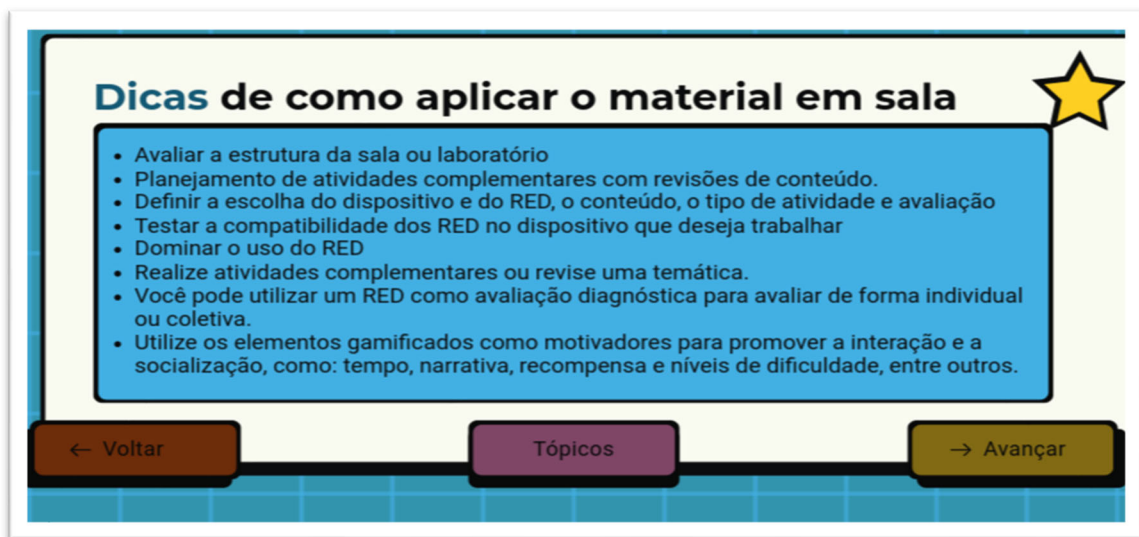 Dicas de como aplicar o material em sala
• Avaliar a estrutura da sala ou laboratório
• Planejamento de atividades complementares com revisões de conteúdo.
• Definir a escolha do dispositivo e do RED, o conteúdo, o tipo de atividade e avaliação
• Testar a compatibilidade dos RED no dispositivo que deseja trabalhar
• Dominar o uso do RED
• Realize atividades complementares ou revise uma temática.
• Você pode utilizar um RED como avaliação diagnóstica para avaliar de forma individual
ou coletiva.
• Utilize os elementos gamificados como motivadores para promover a interação e a
socialização, como: tempo, narrativa, recompensa e níveis de dificuldade, entre outros.
← Voltar
Tópicos
→ Avançar